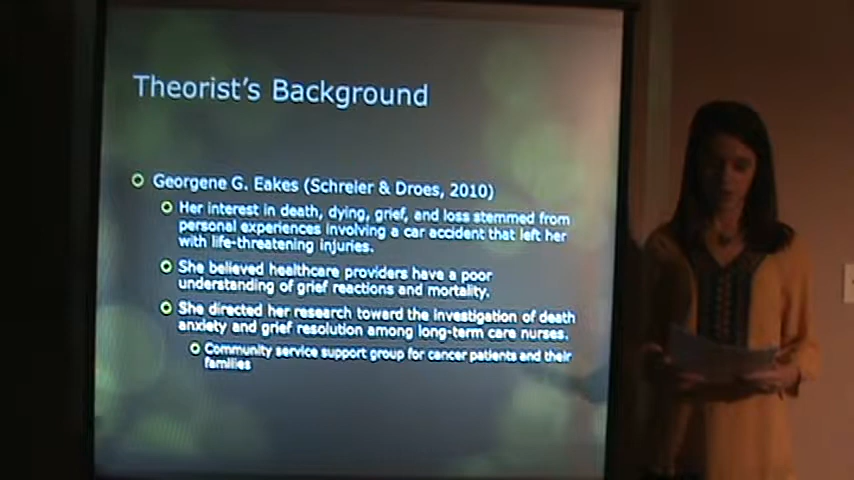 Theorist's Background
Georgene G. Eakes (Schreier & Droes, 2010)
Her interest in death, dying, grief, and loss stemmed from
personal experiences involving a car accident that left her
with life-threatening injuries.
She believed healthcare providers have a poor
understanding of grief reactions and mortality.
She directed her research toward the investigation of death
anxiety and grief resolution among long-term care nurses.
Community service support group for cancer patients and their
families